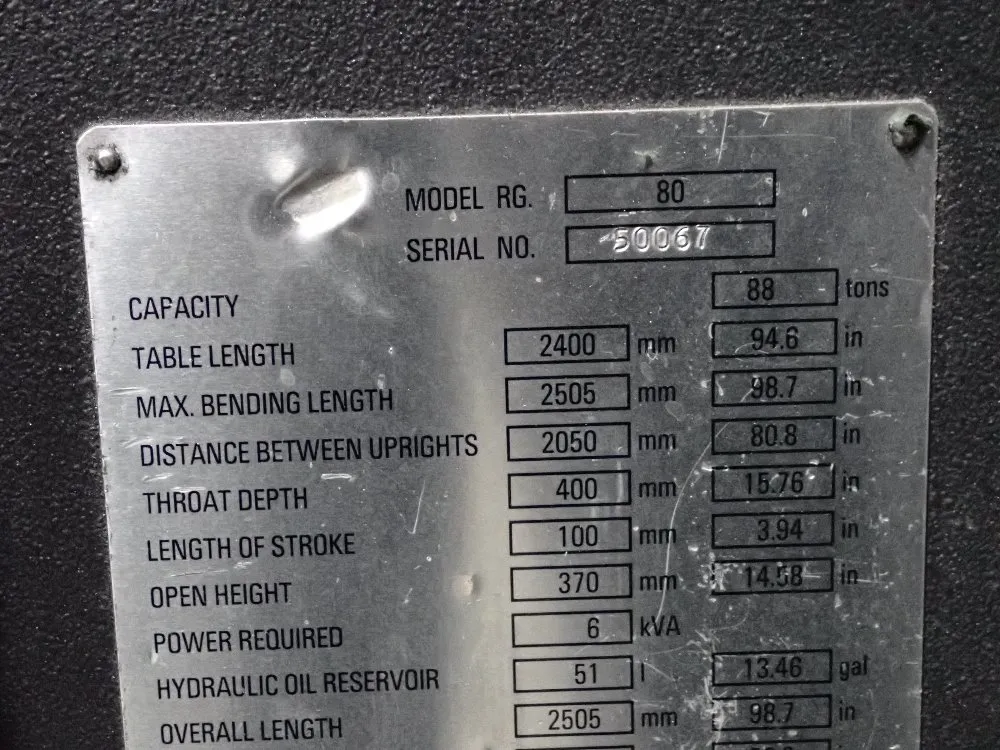 MODEL RG. 80
SERIAL NO. 50067
CAPACITY 88 tons
TABLE LENGTH 2400 mm 94.6 in
MAX. BENDING LENGTH 2505 mm 98.7 in
DISTANCE BETWEEN UPRIGHTS 2050 mm 80.8 in
THROAT DEPTH 400 mm 15.76 in
LENGTH OF STROKE 100 mm 3.94 in
OPEN HEIGHT 370 mm 14.58 in
POWER REQUIRED 6 kVA
HYDRAULIC OIL RESERVOIR 51 l 13.46 gal
OVERALL LENGTH 2505 mm 98.7 in